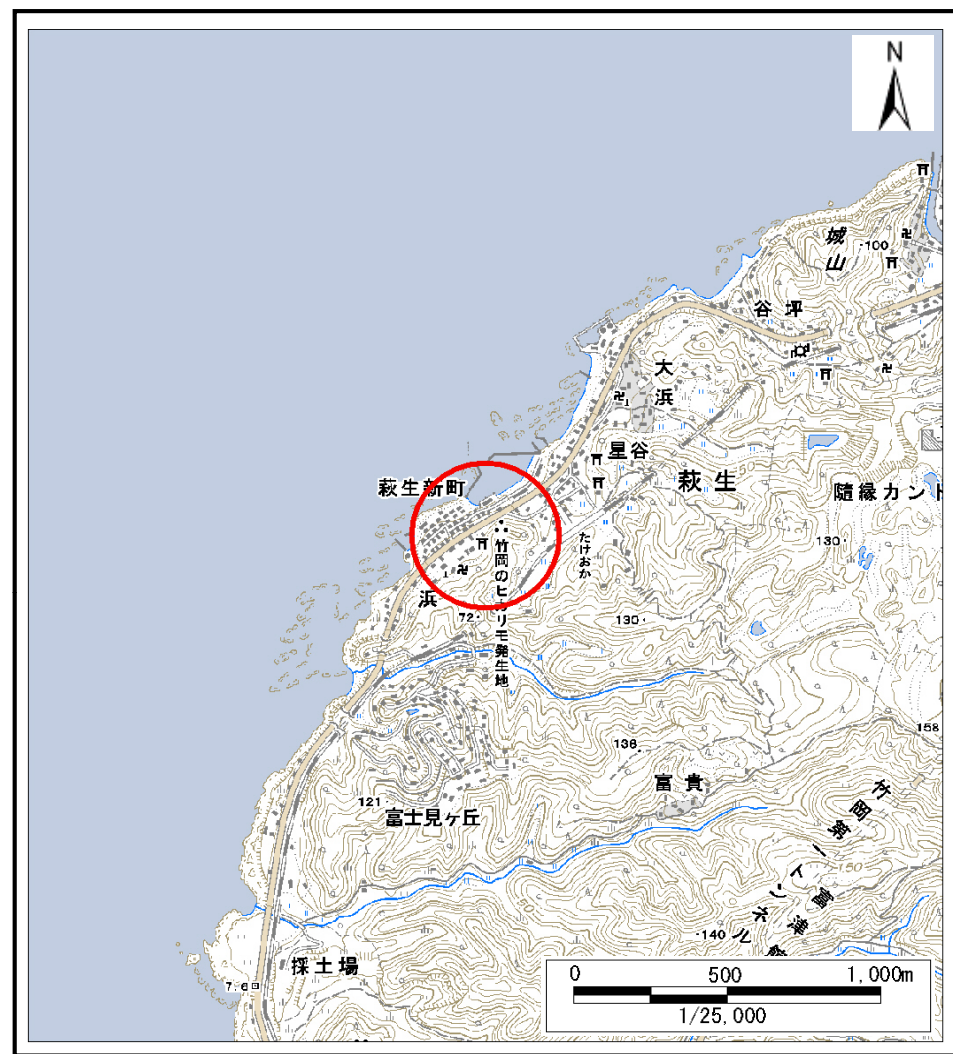 N
城山
·100
谷坪
大浜
星谷
萩生新町
萩生
随縁カント
130·
たけおか
竹岡のヒカリモ発生地
浜
72·
130·
158
136
富貴
121·
富士見ヶ丘
竹岡第一トンネル
富津館
150
·140
採土場
7.6
0 500 1,000m
1/25,000